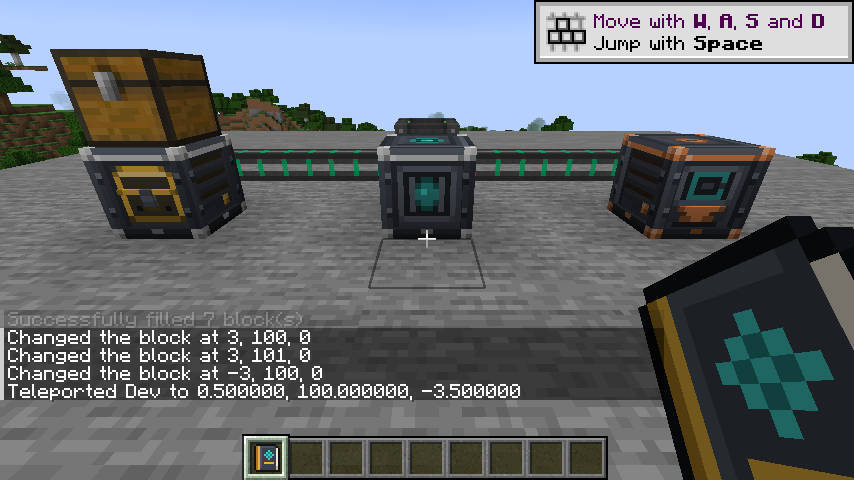 Move with W, A, S and D
Jump with Space
Successfully filled 7 block(s)
Changed the block at 3, 100, 0
Changed the block at 3, 101, 0
Changed the block at -3, 100, 0
Teleported Dev to 0.500000, 100.000000, -3.500000